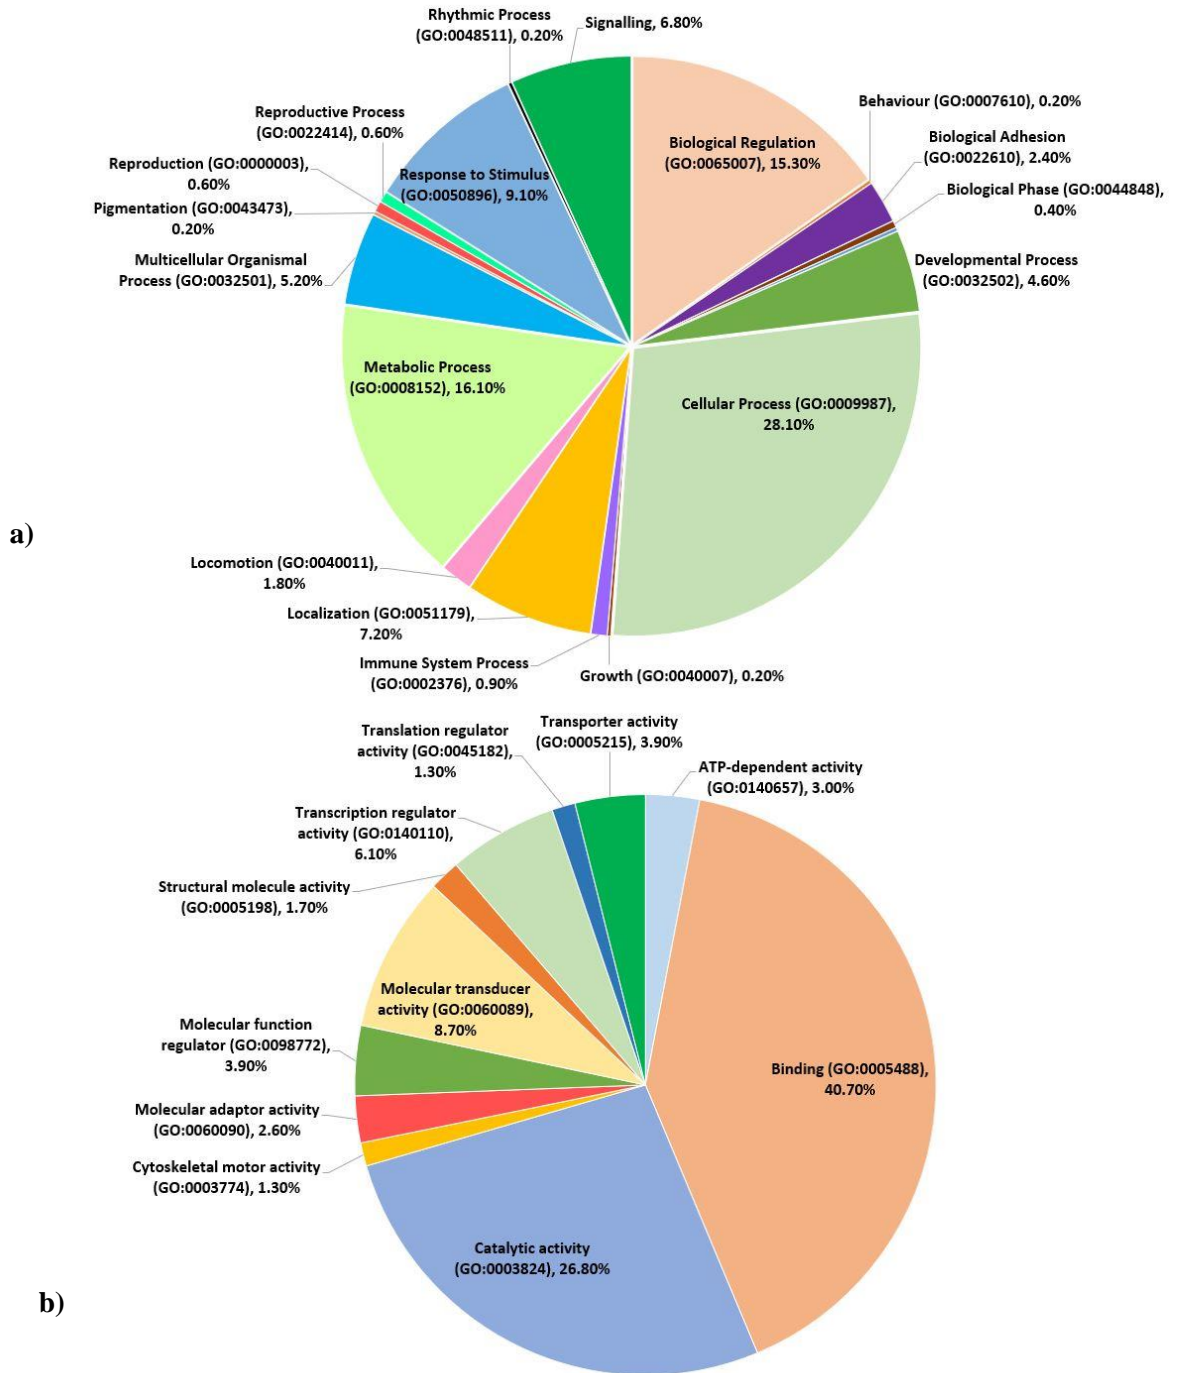 Rhythmic Process
(GO:0048511), 0.20%
Signalling, 6.80%
Biological Regulation
(GO:0065007), 15.30%
Behaviour (GO:0007610), 0.20%
Biological Adhesion
(GO:0022610), 2.40%
Biological Phase (GO:0044848),
0.40%
Developmental Process
(GO:0032502), 4.60%
Cellular Process (GO:0009987),
28.10%
Growth (GO:0040007), 0.20%
Immune System Process
(GO:0002376), 0.90%
Localization (GO:0051179),
7.20%
Locomotion (GO:0040011),
1.80%
Metabolic Process
(GO:0008152), 16.10%
Multicellular Organismal
Process (GO:0032501), 5.20%
Pigmentation (GO:0043473),
0.20%
Reproduction (GO:0000003),
0.60%
Reproductive Process
(GO:0022414), 0.60%
Response to Stimulus
(GO:0050896), 9.10%
a)
Transporter activity
(GO:0005215), 3.90%
ATP-dependent activity
(GO:0140657), 3.00%
Binding (GO:0005488),
40.70%
Catalytic activity
(GO:0003824), 26.80%
Cytoskeletal motor activity
(GO:0003774), 1.30%
Molecular adaptor activity
(GO:0060090), 2.60%
Molecular function
regulator (GO:0098772),
3.90%
Molecular transducer
activity (GO:0060089),
8.70%
Structural molecule activity
(GO:0005198), 1.70%
Transcription regulator
activity (GO:0140110),
6.10%
Translation regulator
activity (GO:0045182),
1.30%
b)